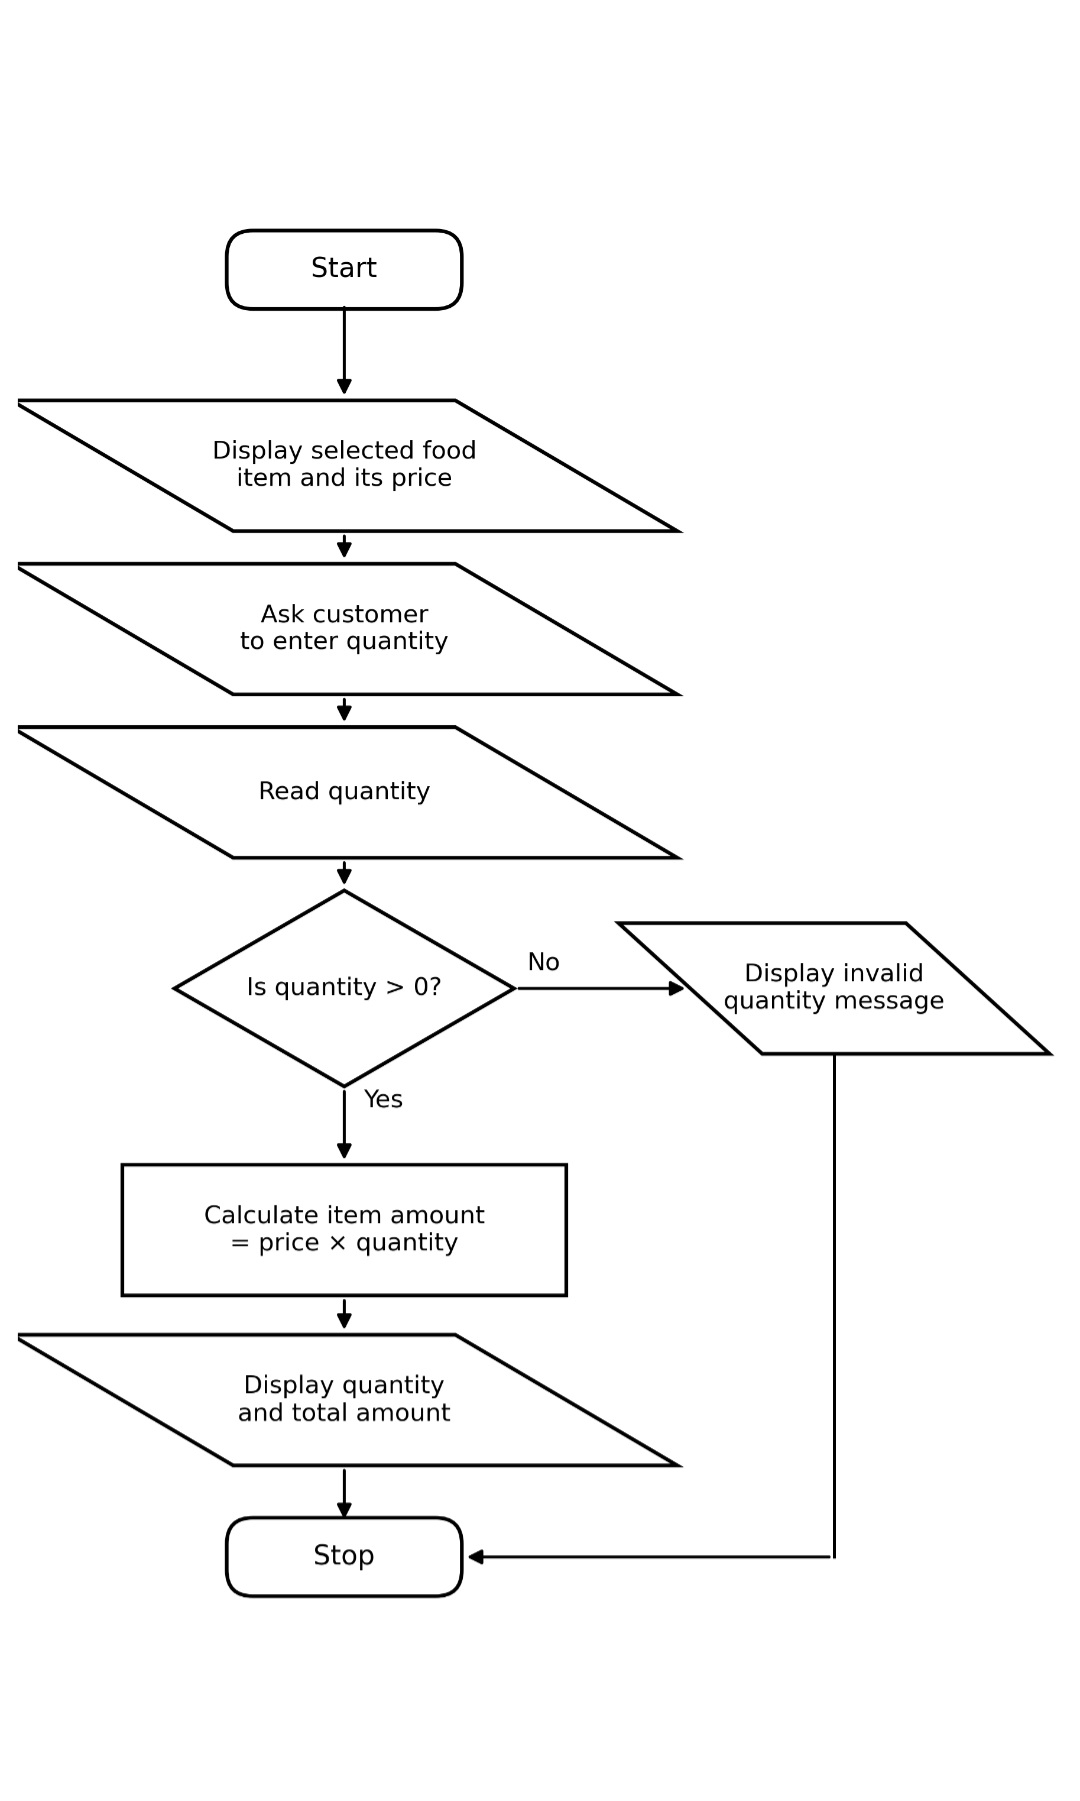 Start
Display selected food
item and its price
Ask customer
to enter quantity
Read quantity
Is quantity > 0?
No
Display invalid
quantity message
Yes
Calculate item amount
= price × quantity
Display quantity
and total amount
Stop